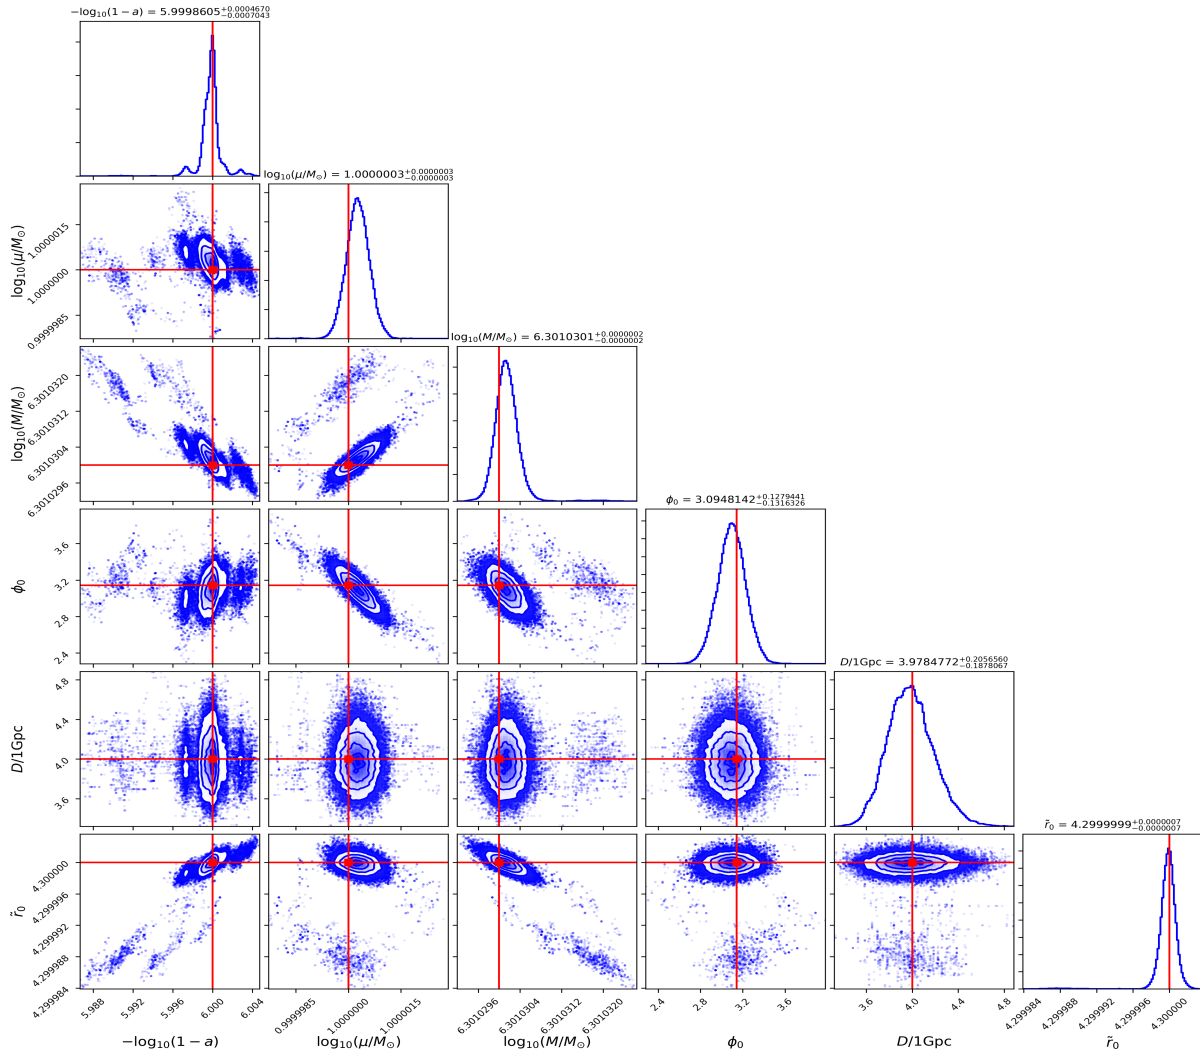 −log₁₀(1 − a) = 5.9998605+0.0004670−0.0007043
log₁₀(μ/M⊙) = 1.0000003+0.0000003−0.0000003
log₁₀(μ/M⊙)
1.0000015
1.0000000
0.9999985
log₁₀(M/M⊙) = 6.3010301+0.0000002−0.0000002
log₁₀(M/M⊙)
6.3010320
6.3010312
6.3010304
6.3010296
ϕ₀ = 3.0948142+0.1279441−0.1316326
ϕ₀
3.6
3.2
2.8
2.4
D/1Gpc = 3.9784772+0.2056560−0.1878067
D/1Gpc
4.8
4.4
4.0
3.6
r̃₀ = 4.2999999+0.0000007−0.0000007
r̃₀
4.300000
4.299996
4.299992
4.299988
4.299984
5.988 5.992 5.996 6.000 6.004
0.9999985 1.0000000 1.0000015
6.3010296 6.3010304 6.3010312 6.3010320
2.4 2.8 3.2 3.6
3.6 4.0 4.4 4.8
4.299984 4.299988 4.299992 4.299996 4.300000
−log₁₀(1 − a) log₁₀(μ/M⊙) log₁₀(M/M⊙) ϕ₀ D/1Gpc r̃₀